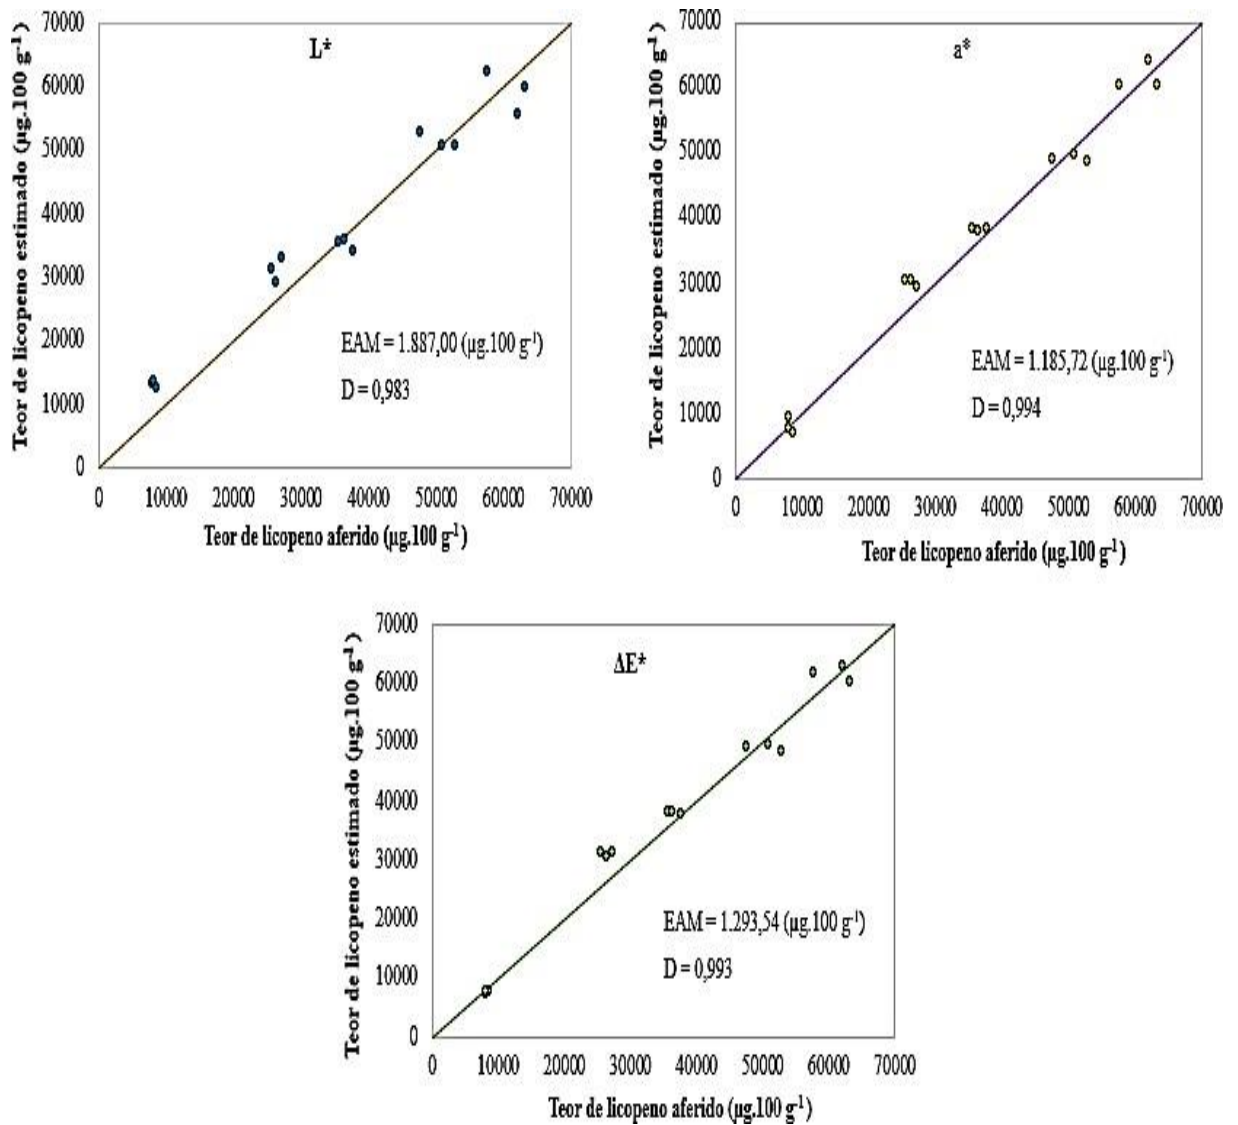 L*
Teor de licopeno estimado (µg.100 g⁻¹)
70000
60000
50000
40000
30000
20000
10000
0
EAM = 1.887,00 (µg.100 g⁻¹)
D = 0,983
0 10000 20000 30000 40000 50000 60000 70000
Teor de licopeno aferido (µg.100 g⁻¹)
a*
Teor de licopeno estimado (µg.100 g⁻¹)
70000
60000
50000
40000
30000
20000
10000
0
EAM = 1.185,72 (µg.100 g⁻¹)
D = 0,994
0 10000 20000 30000 40000 50000 60000 70000
Teor de licopeno aferido (µg.100 g⁻¹)
ΔE*
Teor de licopeno estimado (µg.100 g⁻¹)
70000
60000
50000
40000
30000
20000
10000
0
EAM = 1.293,54 (µg.100 g⁻¹)
D = 0,993
0 10000 20000 30000 40000 50000 60000 70000
Teor de licopeno aferido (µg.100 g⁻¹)